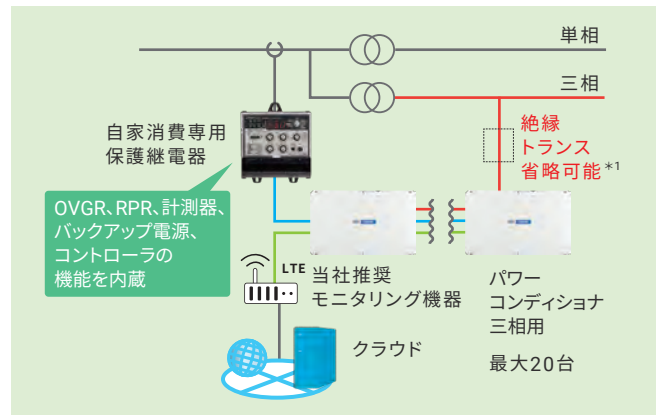 単相
三相
自家消費専用
保護継電器
絶縁
トランス
省略可能*1
OVGR、RPR、計測器、
バックアップ電源、
コントローラの
機能を内蔵
LTE
当社推奨
モニタリング機器
パワー
コンディショナ
三相用
最大20台
クラウド